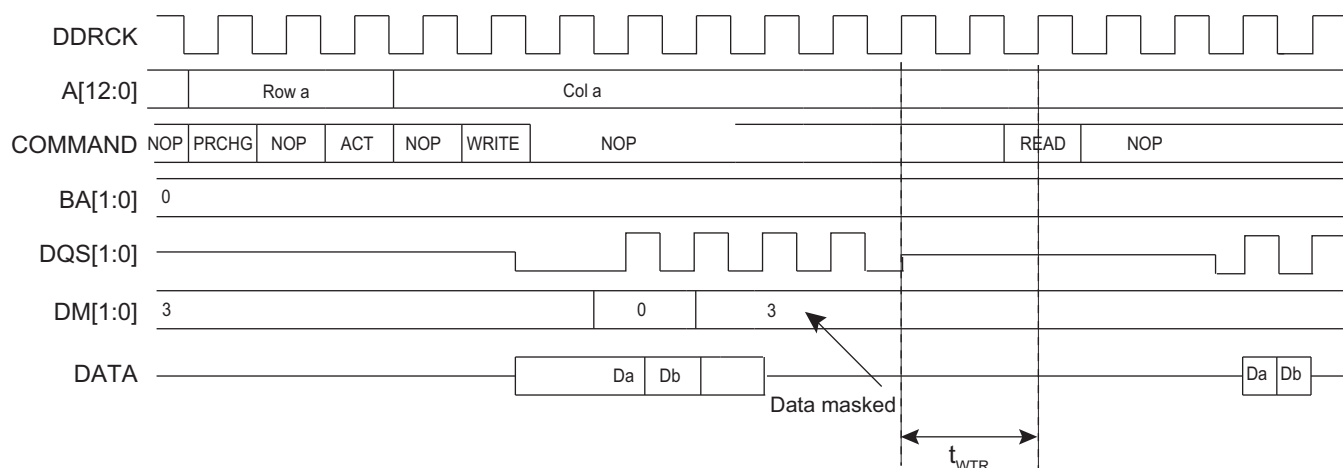 DDRCK
A[12:0] Row a Col a
COMMAND NOP PRCHG NOP ACT NOP WRITE NOP READ NOP
BA[1:0] 0
DQS[1:0]
DM[1:0] 3 0 3
DATA Da Db Da Db
Data masked
tWTR